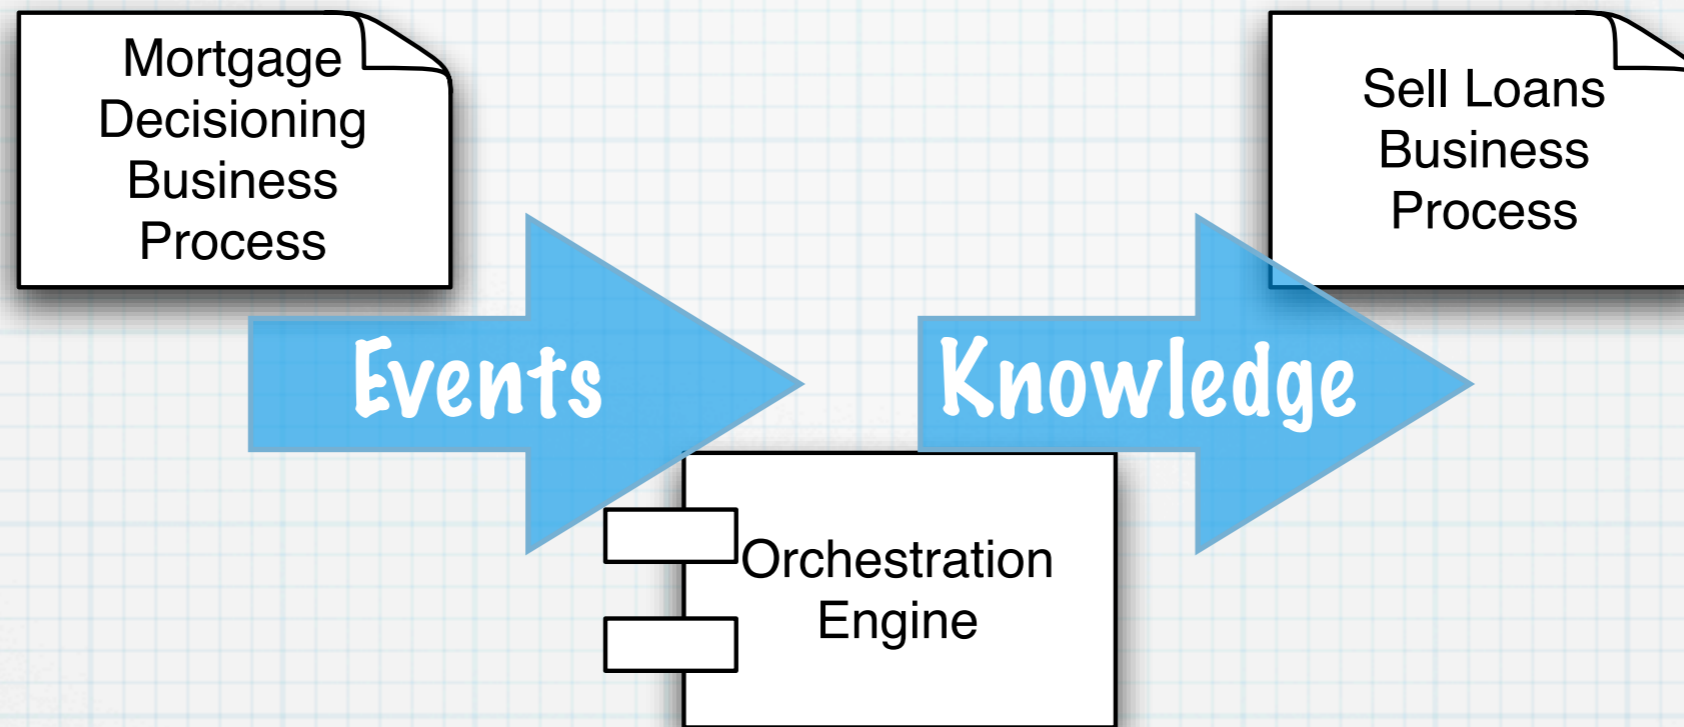 Mortgage
Decisioning
Business
Process
Sell Loans
Business
Process
Events
Knowledge
Orchestration
Engine